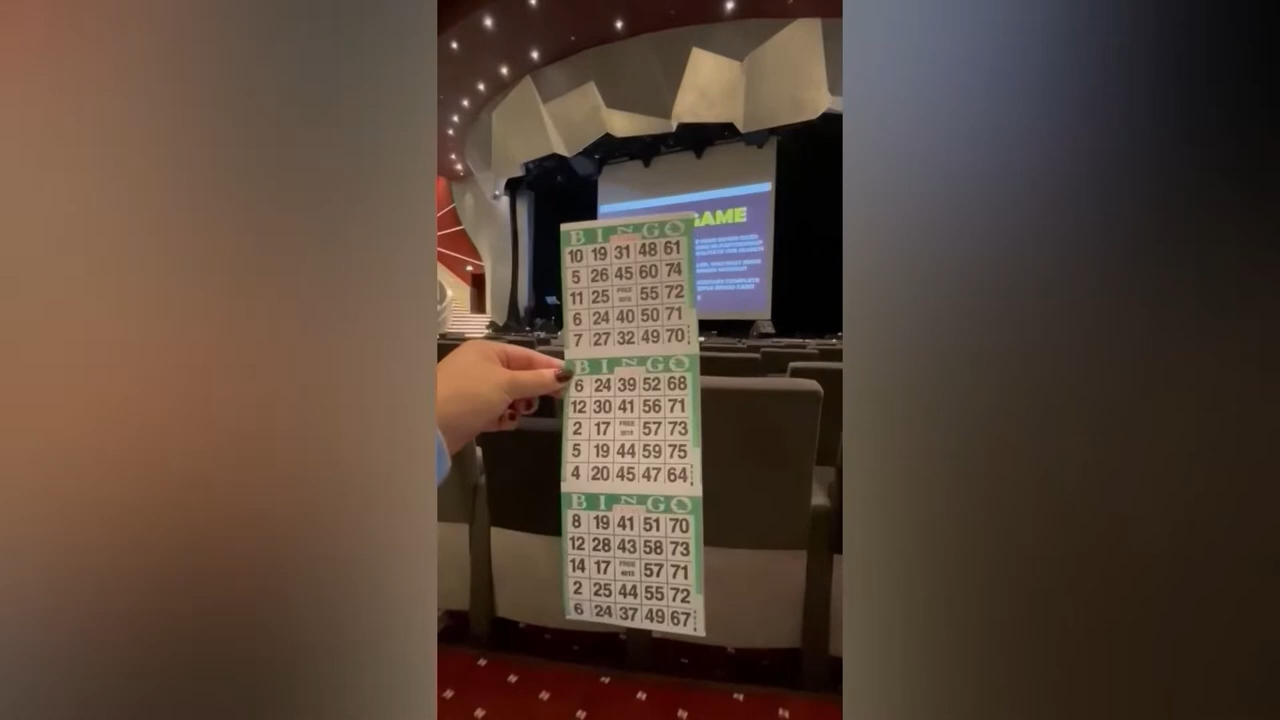 GAME
BINGO
10 19 31 48 61
5 26 45 60 74
11 25 FREE 55 72
6 24 40 50 71
7 27 32 49 70
BINGO
6 24 39 52 68
12 30 41 56 71
2 17 FREE 57 73
5 19 44 59 75
4 20 45 47 64
BINGO
8 19 41 51 70
12 28 43 58 73
14 17 FREE 57 71
2 25 44 55 72
6 24 37 49 67